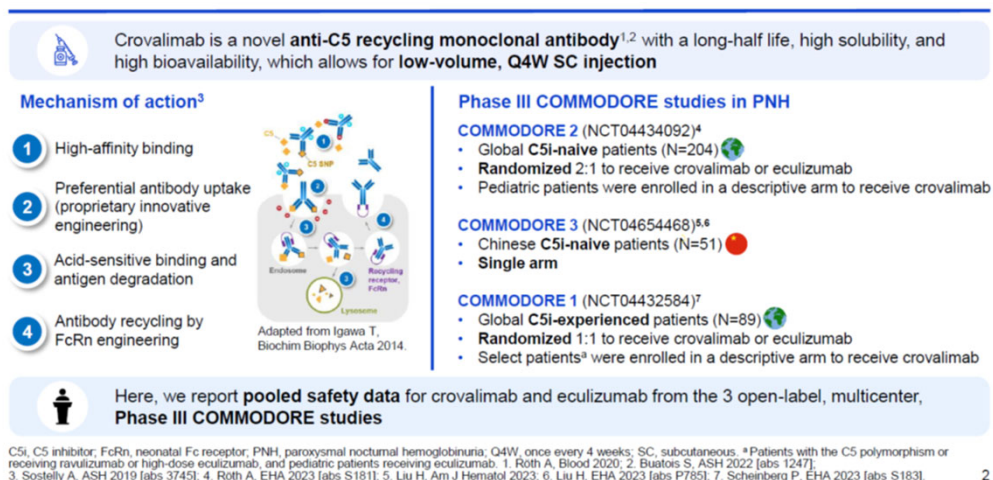 Crovalimab is a novel anti-C5 recycling monoclonal antibody1,2 with a long-half life, high solubility, and
high bioavailability, which allows for low-volume, Q4W SC injection
Mechanism of action3
1 High-affinity binding
2 Preferential antibody uptake
(proprietary innovative
engineering)
3 Acid-sensitive binding and
antigen degradation
4 Antibody recycling by
FcRn engineering
C5
1
C5 SNP
2
3
4
Endosome
Recycling
receptor,
FcRn
3
Lysosome
Adapted from Igawa T,
Biochim Biophys Acta 2014.
Phase III COMMODORE studies in PNH
COMMODORE 2 (NCT04434092)4
• Global C5i-naive patients (N=204)
• Randomized 2:1 to receive crovalimab or eculizumab
• Pediatric patients were enrolled in a descriptive arm to receive crovalimab
COMMODORE 3 (NCT04654468)5,6
• Chinese C5i-naive patients (N=51)
• Single arm
COMMODORE 1 (NCT04432584)7
• Global C5i-experienced patients (N=89)
• Randomized 1:1 to receive crovalimab or eculizumab
• Select patientsa were enrolled in a descriptive arm to receive crovalimab
Here, we report pooled safety data for crovalimab and eculizumab from the 3 open-label, multicenter,
Phase III COMMODORE studies
C5i, C5 inhibitor; FcRn, neonatal Fc receptor; PNH, paroxysmal nocturnal hemoglobinuria; Q4W, once every 4 weeks; SC, subcutaneous. a Patients with the C5 polymorphism or
receiving ravulizumab or high-dose eculizumab, and pediatric patients receiving eculizumab. 1. Röth A, Blood 2020; 2. Buatois S, ASH 2022 [abs 1247];
3. Sostelly A, ASH 2019 [abs 3745]; 4. Röth A, EHA 2023 [abs S181]; 5. Liu H, Am J Hematol 2023; 6. Liu H, EHA 2023 [abs P785]; 7. Scheinberg P, EHA 2023 [abs S183].
2